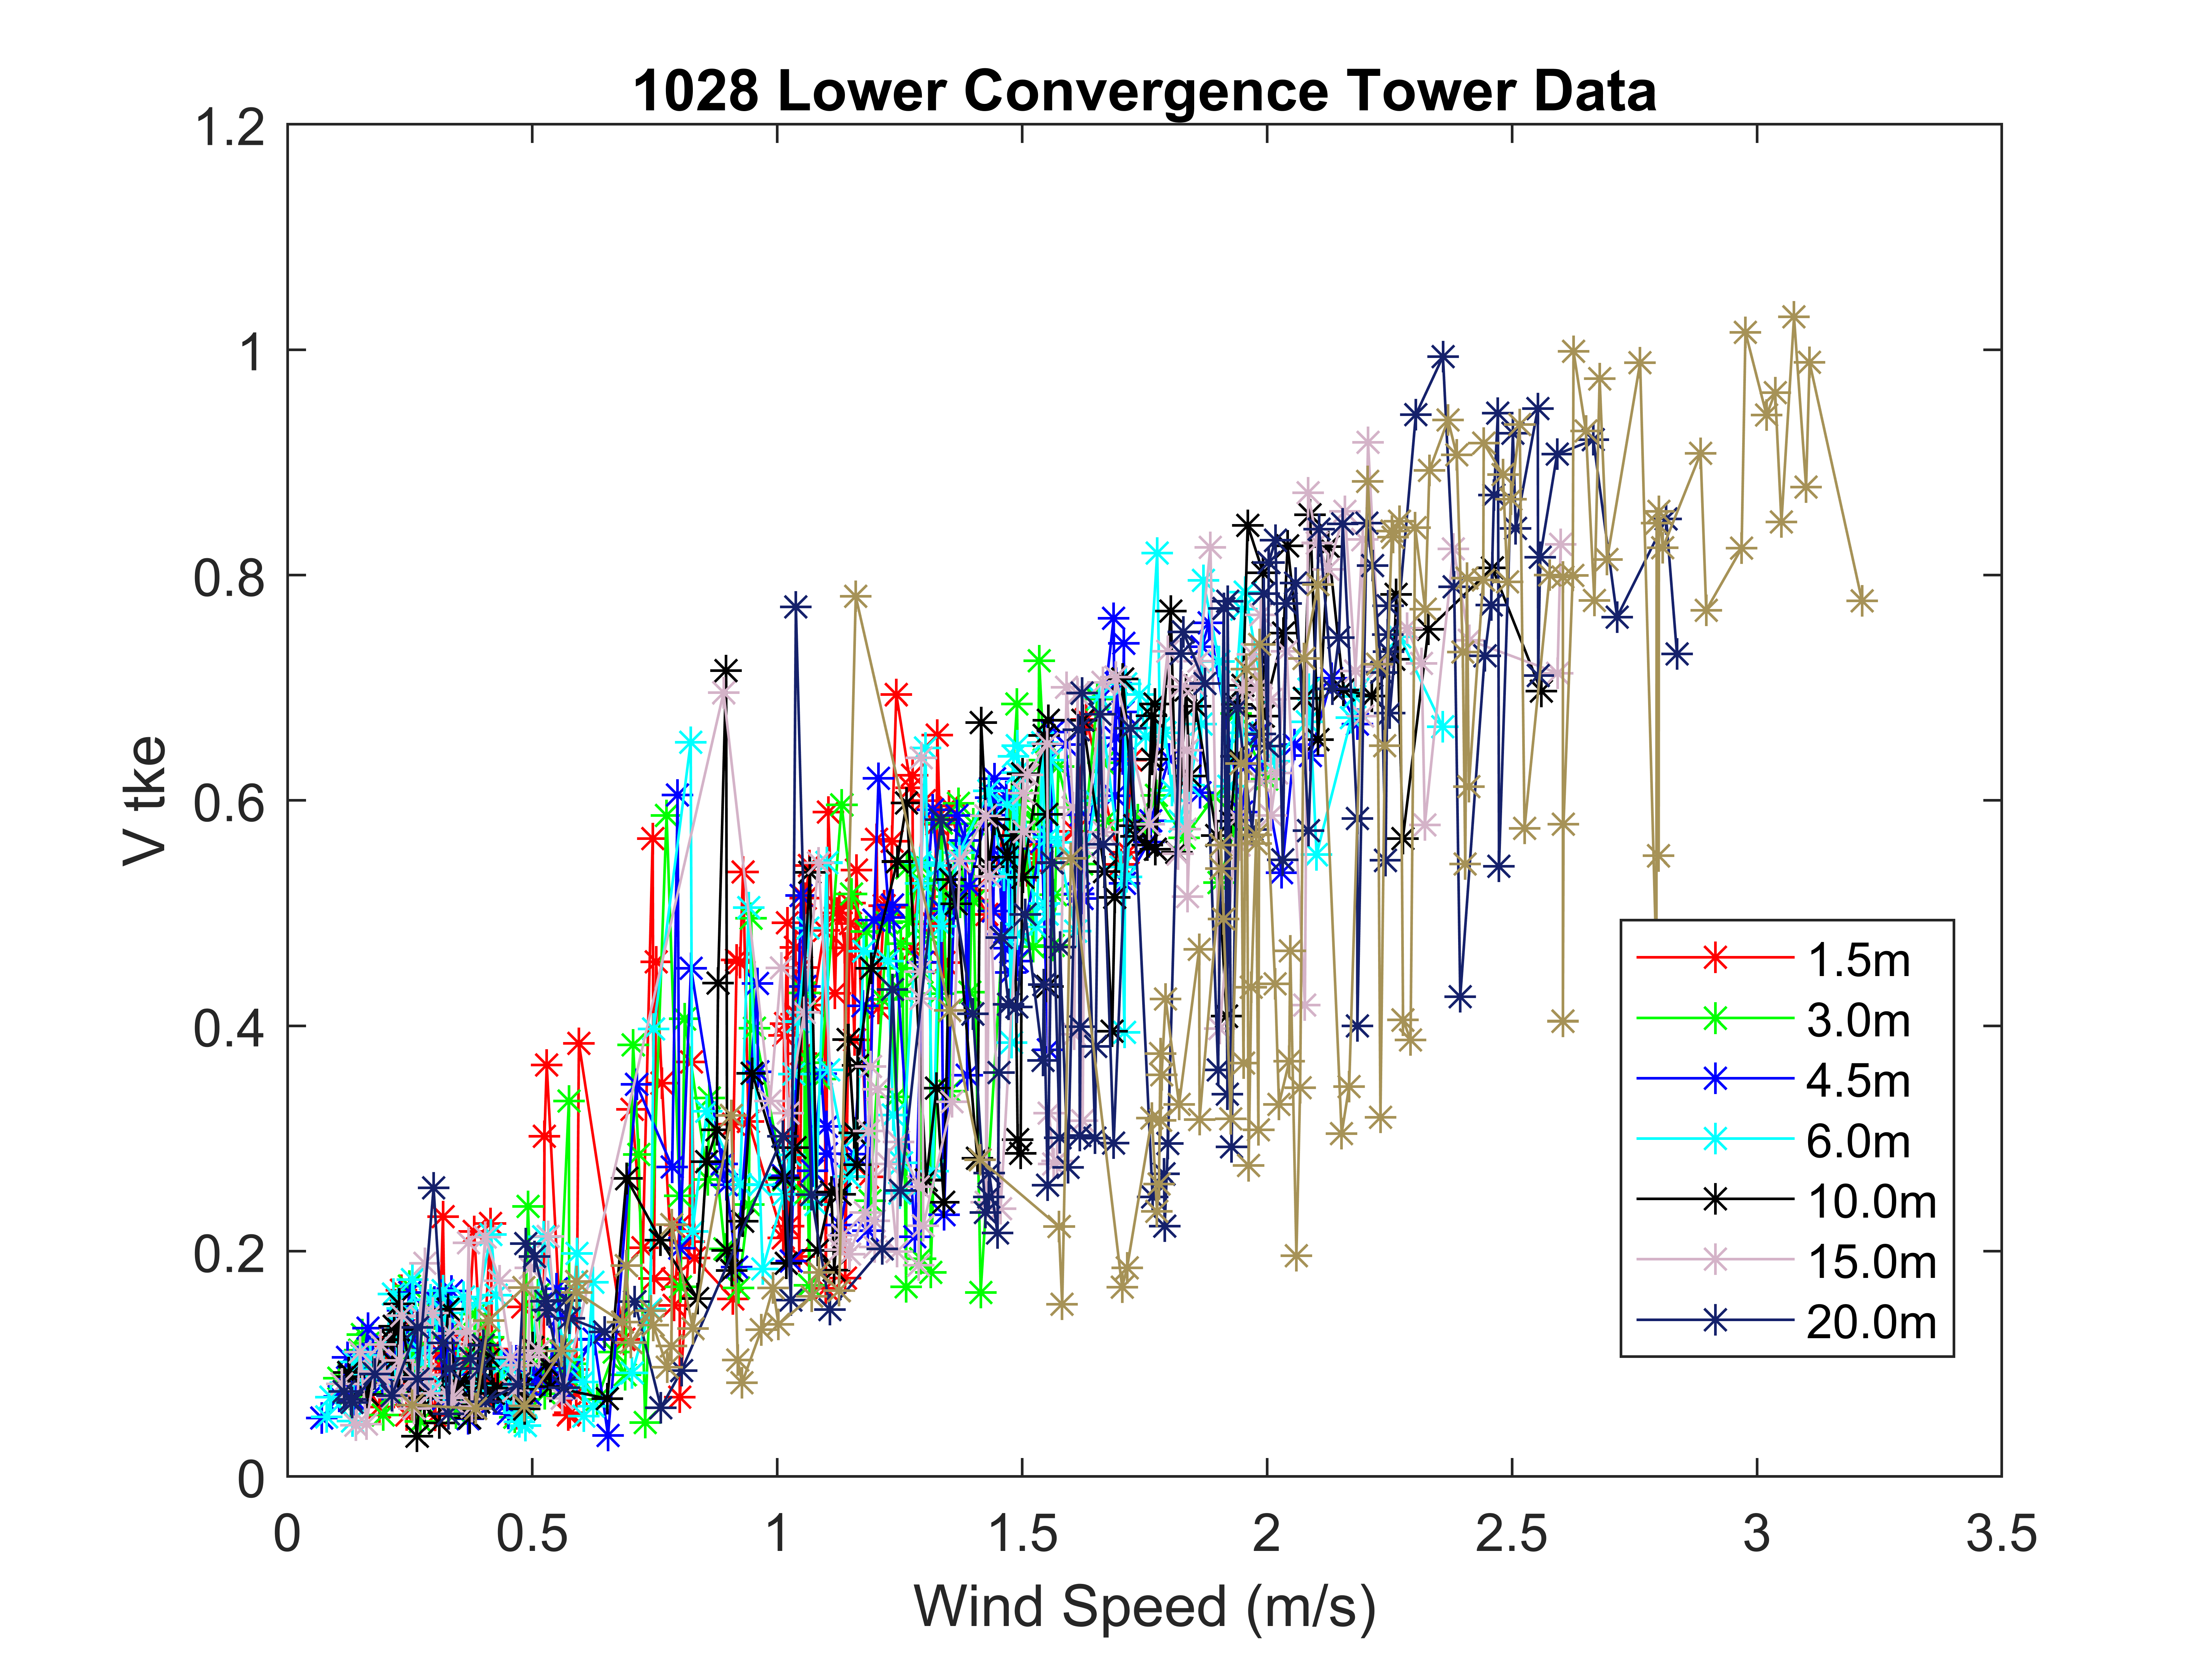 1028 Lower Convergence Tower Data
1.2
1
0.8
0.6
0.4
0.2
0
V tke
1.5m
3.0m
4.5m
6.0m
10.0m
15.0m
20.0m
0 0.5 1 1.5 2 2.5 3 3.5
Wind Speed (m/s)